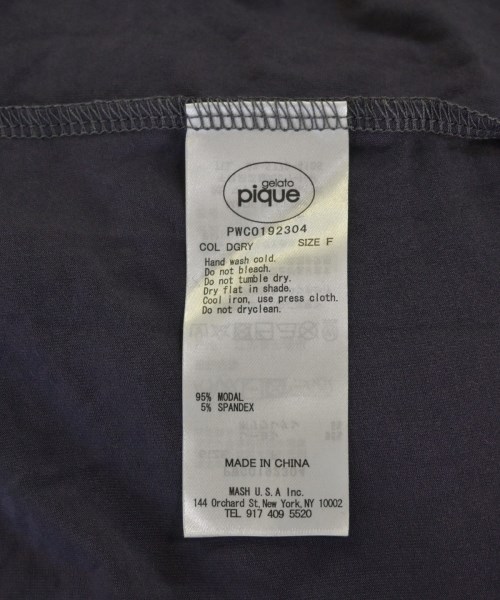 gelato
pique
PWCO192304
COL DGRY SIZE F
Hand wash cold.
Do not bleach.
Do not tumble dry.
Dry flat in shade.
Cool iron, use press cloth.
Do not dryclean.
95% MODAL
5% SPANDEX
MADE IN CHINA
MASH U.S.A Inc.
144 Orchard St, New York, NY 10002
TEL 917 409 5520